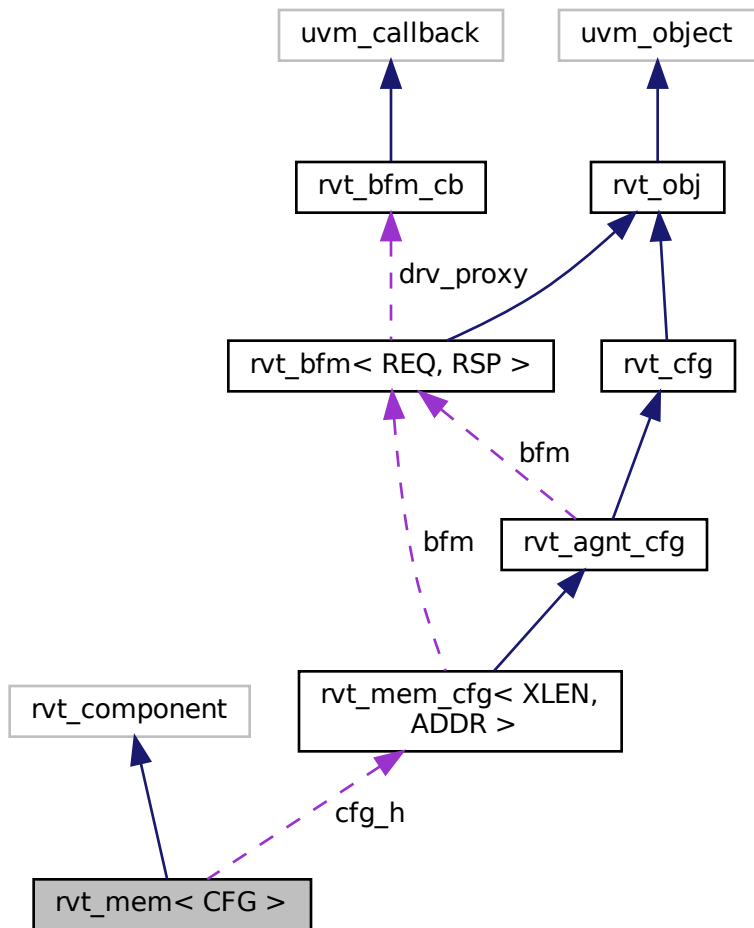 uvm_callback
uvm_object
rvt_bfm_cb
rvt_obj
drv_proxy
rvt_bfm< REQ, RSP >
rvt_cfg
bfm
rvt_agnt_cfg
bfm
rvt_mem_cfg< XLEN,
ADDR >
rvt_component
cfg_h
rvt_mem< CFG >